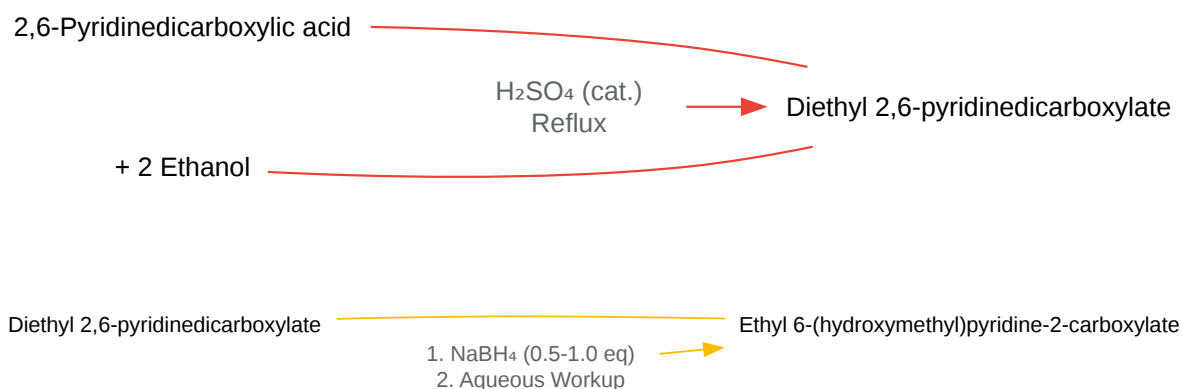 2,6-Pyridinedicarboxylic acid
H₂SO₄ (cat.)
Reflux
Diethyl 2,6-pyridinedicarboxylate
+ 2 Ethanol
Diethyl 2,6-pyridinedicarboxylate
Ethyl 6-(hydroxymethyl)pyridine-2-carboxylate
1. NaBH₄ (0.5-1.0 eq)
2. Aqueous Workup